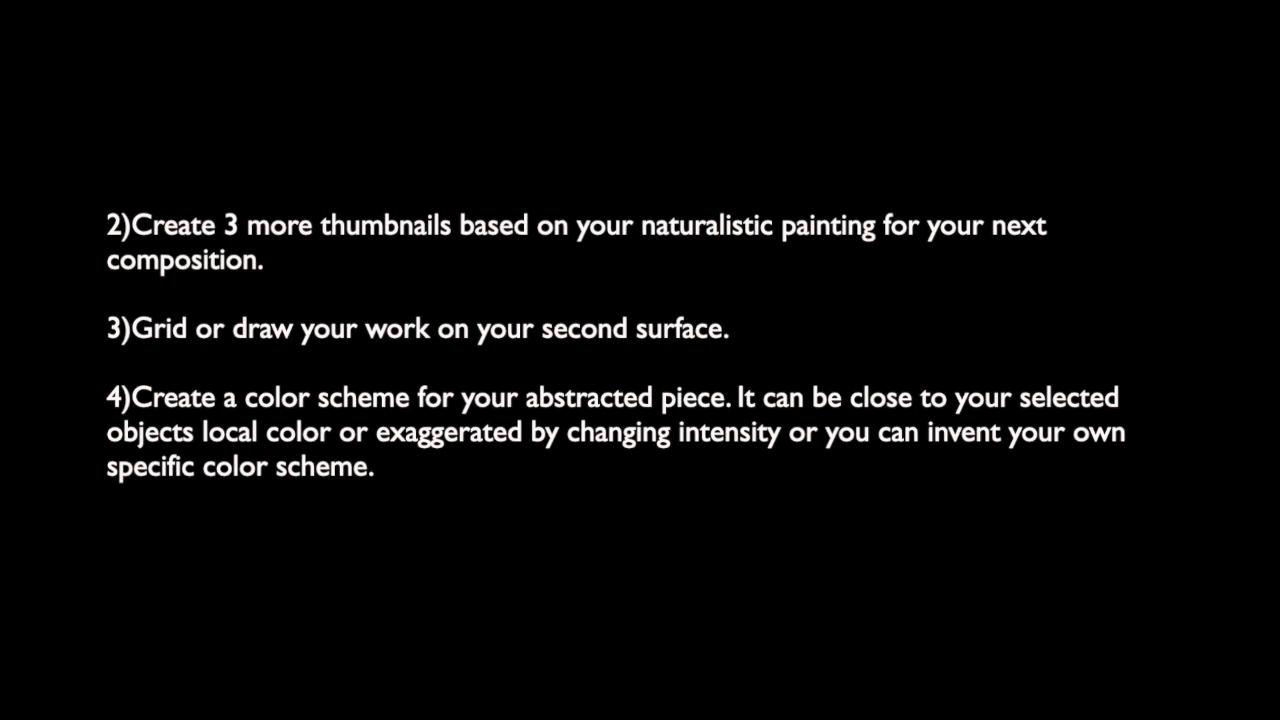 2)Create 3 more thumbnails based on your naturalistic painting for your next
composition.
3)Grid or draw your work on your second surface.
4)Create a color scheme for your abstracted piece. It can be close to your selected
objects local color or exaggerated by changing intensity or you can invent your own
specific color scheme.